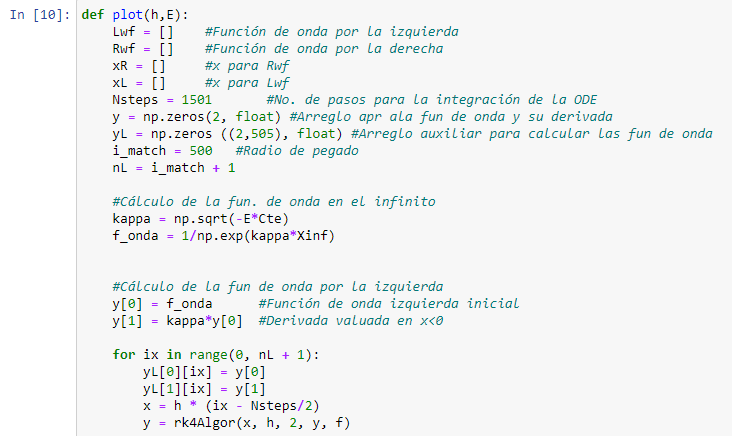 In [10]: def plot(h,E):
Lwf = [] #Función de onda por la izquierda
Rwf = [] #Función de onda por la derecha
xR = [] #x para Rwf
xL = [] #x para Lwf
Nsteps = 1501 #No. de pasos para la integración de la ODE
y = np.zeros(2, float) #Arreglo apr ala fun de onda y su derivada
yL = np.zeros ((2,505), float) #Arreglo auxiliar para calcular las fun de onda
i_match = 500 #Radio de pegado
nL = i_match + 1
#Cálculo de la fun. de onda en el infinito
kappa = np.sqrt(-E*Cte)
f_onda = 1/np.exp(kappa*Xinf)
#Cálculo de la fun de onda por la izquierda
y[0] = f_onda #Función de onda izquierda inicial
y[1] = kappa*y[0] #Derivada valuada en x<0
for ix in range(0, nL + 1):
yL[0][ix] = y[0]
yL[1][ix] = y[1]
x = h * (ix - Nsteps/2)
y = rk4Algor(x, h, 2, y, f)